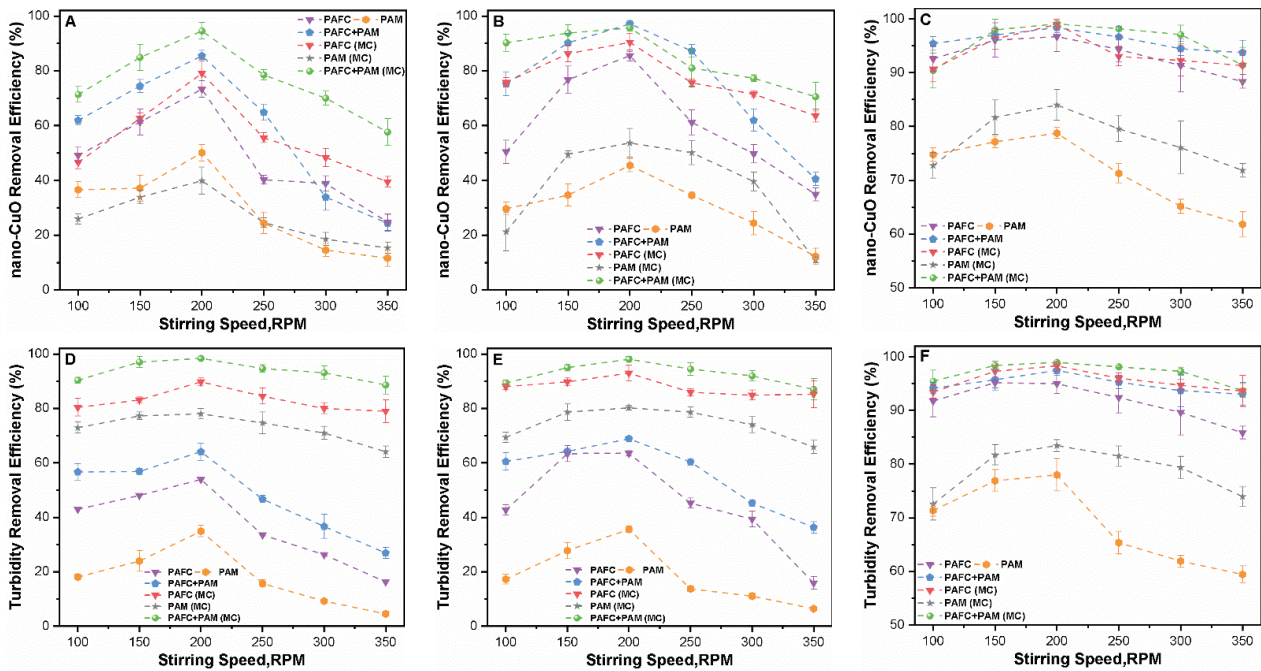 A
PAFC PAM
PAFC+PAM
PAFC (MC)
PAM (MC)
PAFC+PAM (MC)
nano-CuO Removal Efficiency (%)
100
80
60
40
20
0
100 150 200 250 300 350
Stirring Speed,RPM
B
PAFC PAM
PAFC+PAM
PAFC (MC)
PAM (MC)
PAFC+PAM (MC)
nano-CuO Removal Efficiency (%)
100
80
60
40
20
0
100 150 200 250 300 350
Stirring Speed,RPM
C
PAFC PAM
PAFC+PAM
PAFC (MC)
PAM (MC)
PAFC+PAM (MC)
nano-CuO Removal Efficiency (%)
100
90
80
70
60
50
100 150 200 250 300 350
Stirring Speed,RPM
D
PAFC PAM
PAFC+PAM
PAFC (MC)
PAM (MC)
PAFC+PAM (MC)
Turbidity Removal Efficiency (%)
100
80
60
40
20
0
100 150 200 250 300 350
Stirring Speed,RPM
E
PAFC PAM
PAFC+PAM
PAFC (MC)
PAM (MC)
PAFC+PAM (MC)
Turbidity Removal Efficiency (%)
100
80
60
40
20
0
100 150 200 250 300 350
Stirring Speed,RPM
F
PAFC PAM
PAFC+PAM
PAFC (MC)
PAM (MC)
PAFC+PAM (MC)
Turbidity Removal Efficiency (%)
100
90
80
70
60
50
100 150 200 250 300 350
Stirring Speed,RPM